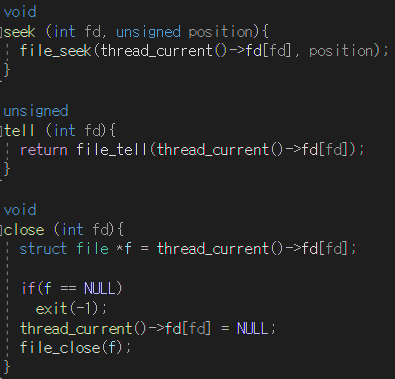 void
seek (int fd, unsigned position){
file_seek(thread_current()->fd[fd], position);
}
unsigned
tell (int fd){
return file_tell(thread_current()->fd[fd]);
}
void
close (int fd){
struct file *f = thread_current()->fd[fd];
if(f == NULL)
exit(-1);
thread_current()->fd[fd] = NULL;
file_close(f);
}